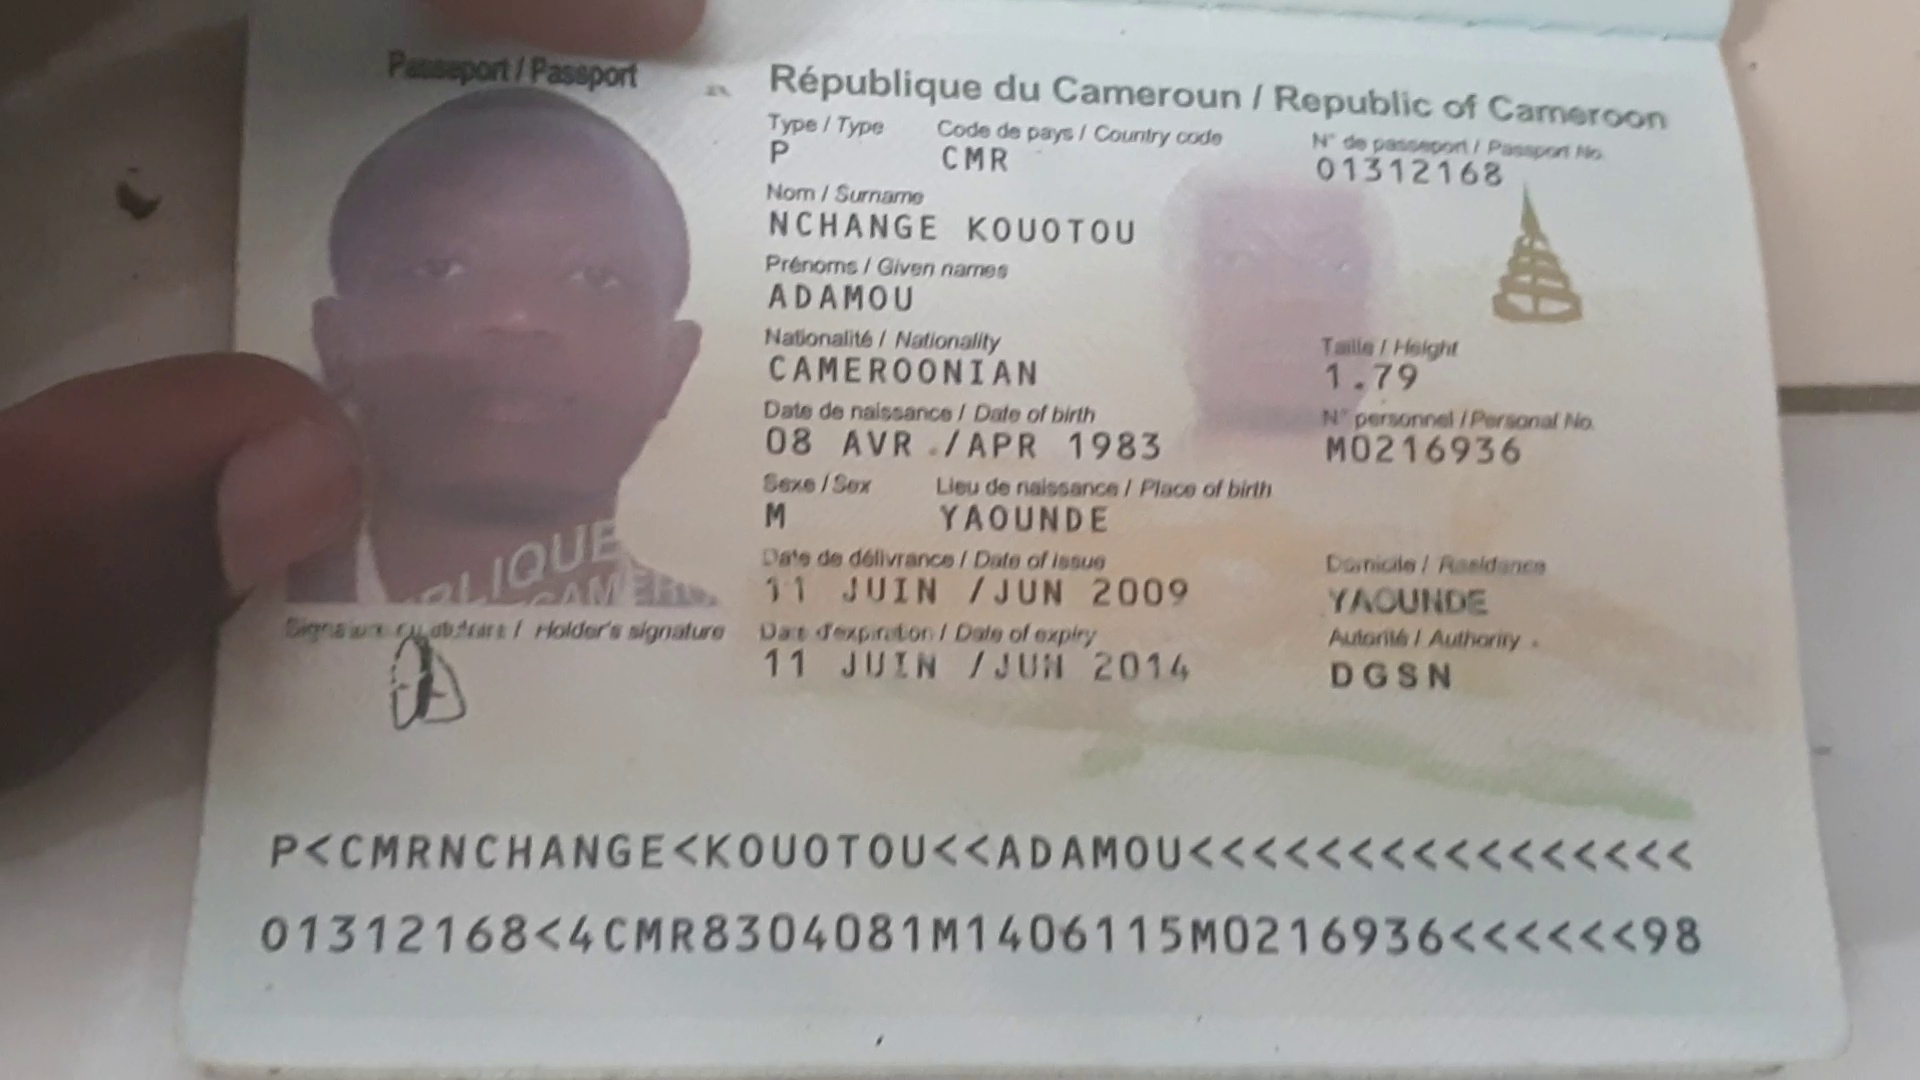 Passeport / Passport
République du Cameroun / Republic of Cameroon
Type / Type Code de pays / Country code N° de passeport / Passport No.
P CMR 01312168
Nom / Surname
NCHANGE KOUOTOU
Prénoms / Given names
ADAMOU
Nationalité / Nationality Taille / Height
CAMEROONIAN 1.79
Date de naissance / Date of birth N° personnel / Personal No.
08 AVR ./APR 1983 M0216936
Sexe / Sex Lieu de naissance / Place of birth
M YAOUNDE
Date de délivrance / Date of issue Domicile / Residence
11 JUIN /JUN 2009 YAOUNDE
Date d'expiration / Date of expiry Autorité / Authority
11 JUIN /JUN 2014 DGSN
/ Holder's signature
BLIQUE
CAMER
P<CMRNCHANGE<KOUOTOU<<ADAMOU<<<<<<<<<<<<<<<<
01312168<4CMR8304081M1406115M0216936<<<<<<98